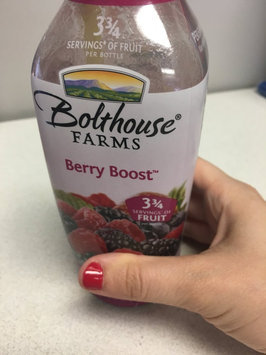 3¾
SERVINGS* OF FRUIT
PER BOTTLE
Bolthouse®
FARMS
Berry Boost™
3¾
SERVINGS* OF
FRUIT